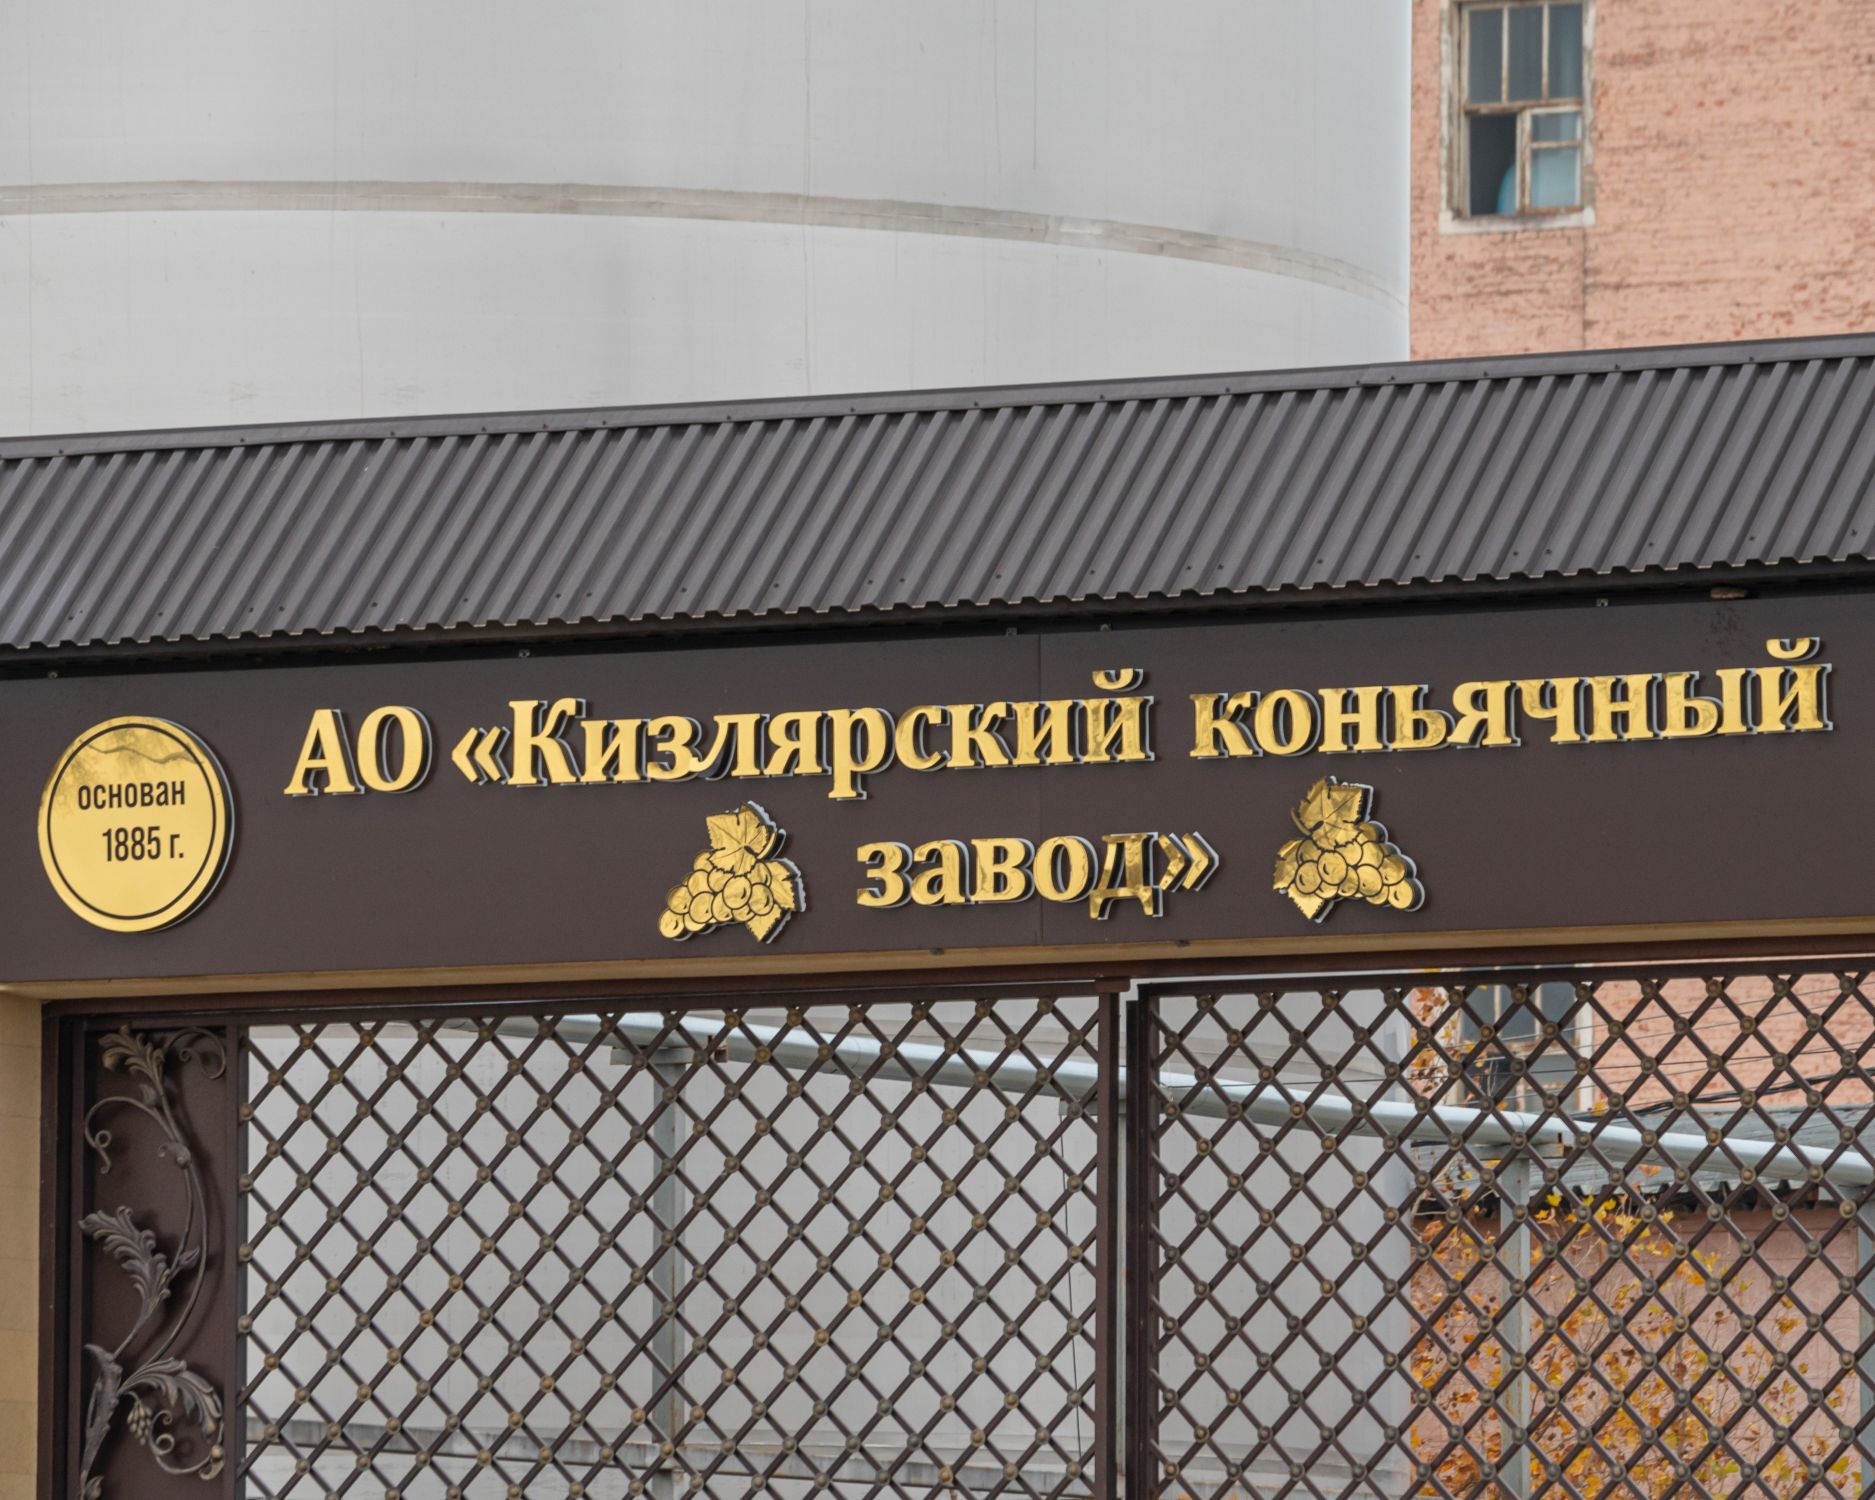 основан
1885 г.
АО «Кизлярский коньячный
завод»